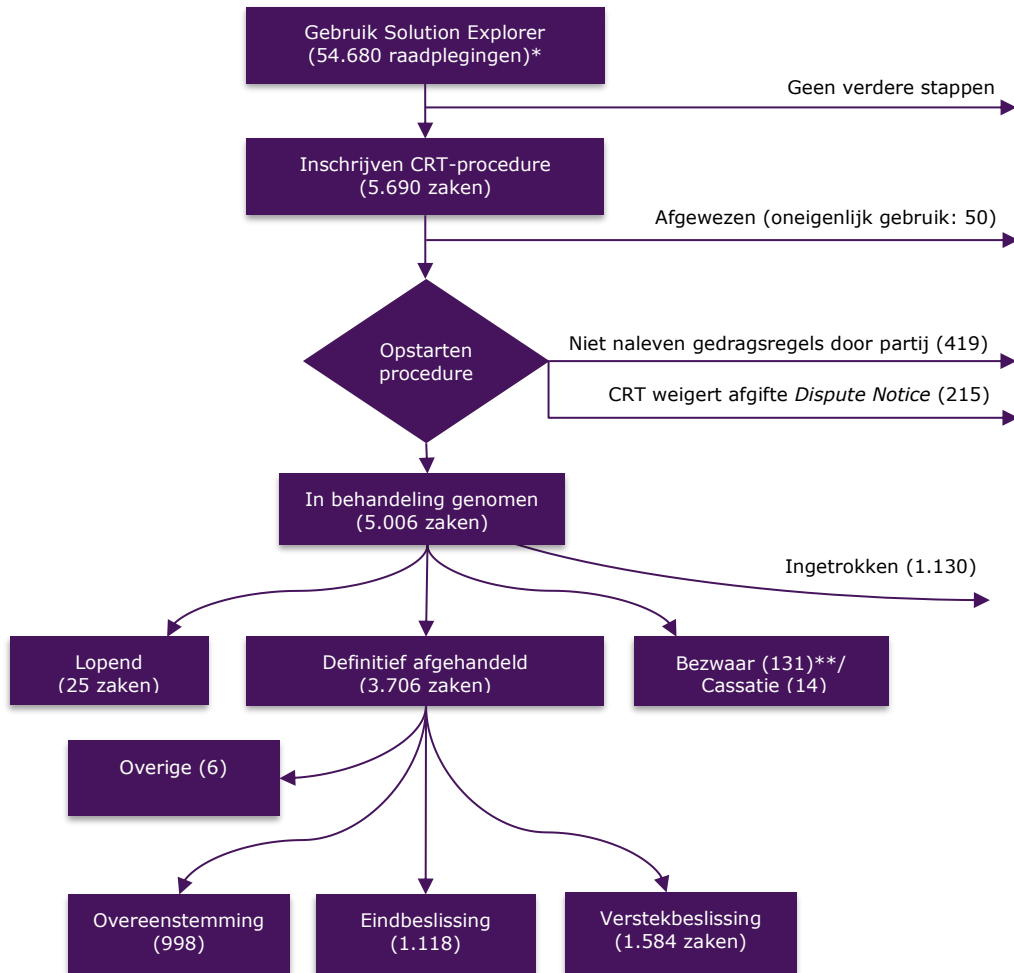 Gebruik Solution Explorer
(54.680 raadplegingen)*
Geen verdere stappen
Inschrijven CRT-procedure
(5.690 zaken)
Afgewezen (oneigenlijk gebruik: 50)
Opstarten
procedure
Niet naleven gedragsregels door partij (419)
CRT weigert afgifte Dispute Notice (215)
In behandeling genomen
(5.006 zaken)
Ingetrokken (1.130)
Lopend
(25 zaken)
Definitief afgehandeld
(3.706 zaken)
Bezwaar (131)**/
Cassatie (14)
Overige (6)
Overeenstemming
(998)
Eindbeslissing
(1.118)
Verstekbeslissing
(1.584 zaken)